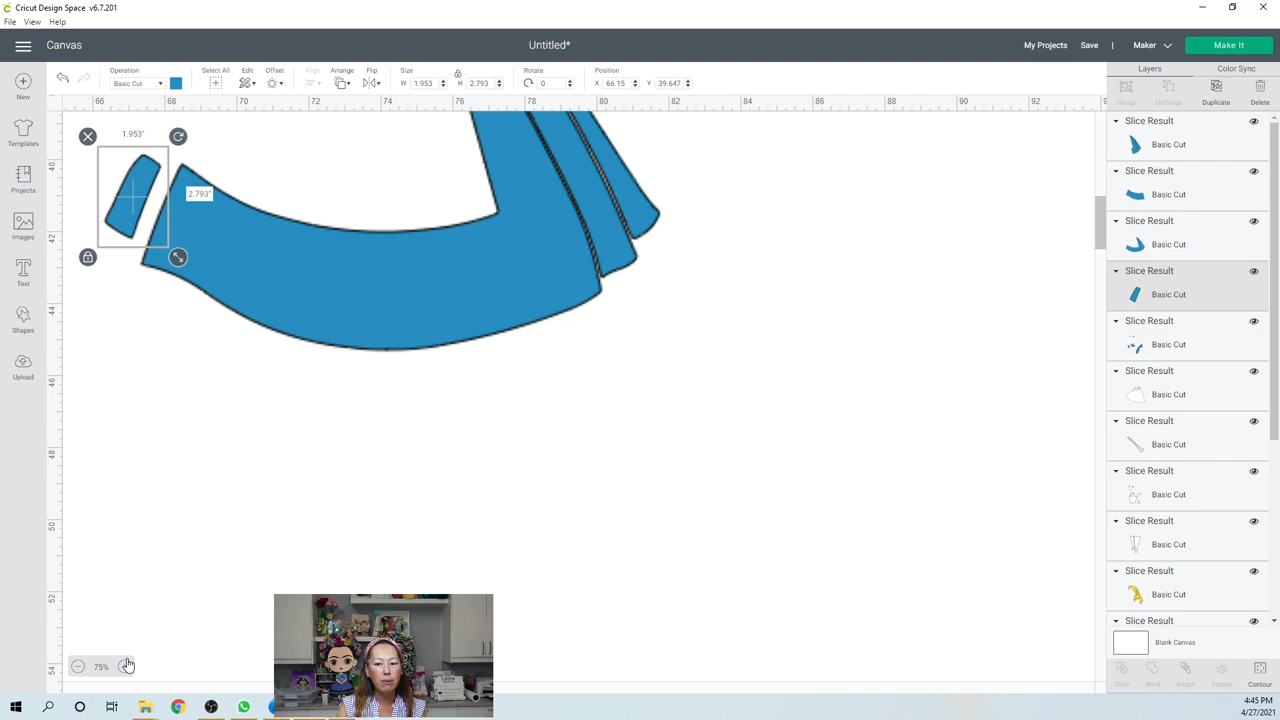 Cricut Design Space v6.7.201
File View Help
Canvas
Untitled*
My Projects Save | Maker Make It
Operation
Basic Cut
Select All
Edit
Offset
Align
Arrange
Flip
Size
W 1.953
H 2.793
Rotate
0
Position
X 66.15
Y 39.647
Layers Color Sync
New
Templates
Projects
Images
Text
Shapes
Upload
66 68 70 72 74 76 78 80 82 84 86 88 90 92 94
40
42
44
46
48
50
52
54
1.953"
2.793"
Group UnGroup Duplicate Delete
Slice Result
Basic Cut
Slice Result
Basic Cut
Slice Result
Basic Cut
Slice Result
Basic Cut
Slice Result
Basic Cut
Slice Result
Basic Cut
Slice Result
Basic Cut
Slice Result
Basic Cut
Slice Result
Basic Cut
Slice Result
Basic Cut
Slice Result
Blank Canvas
Slice Weld Attach Flatten Contour
75%
4:45 PM
4/27/2021